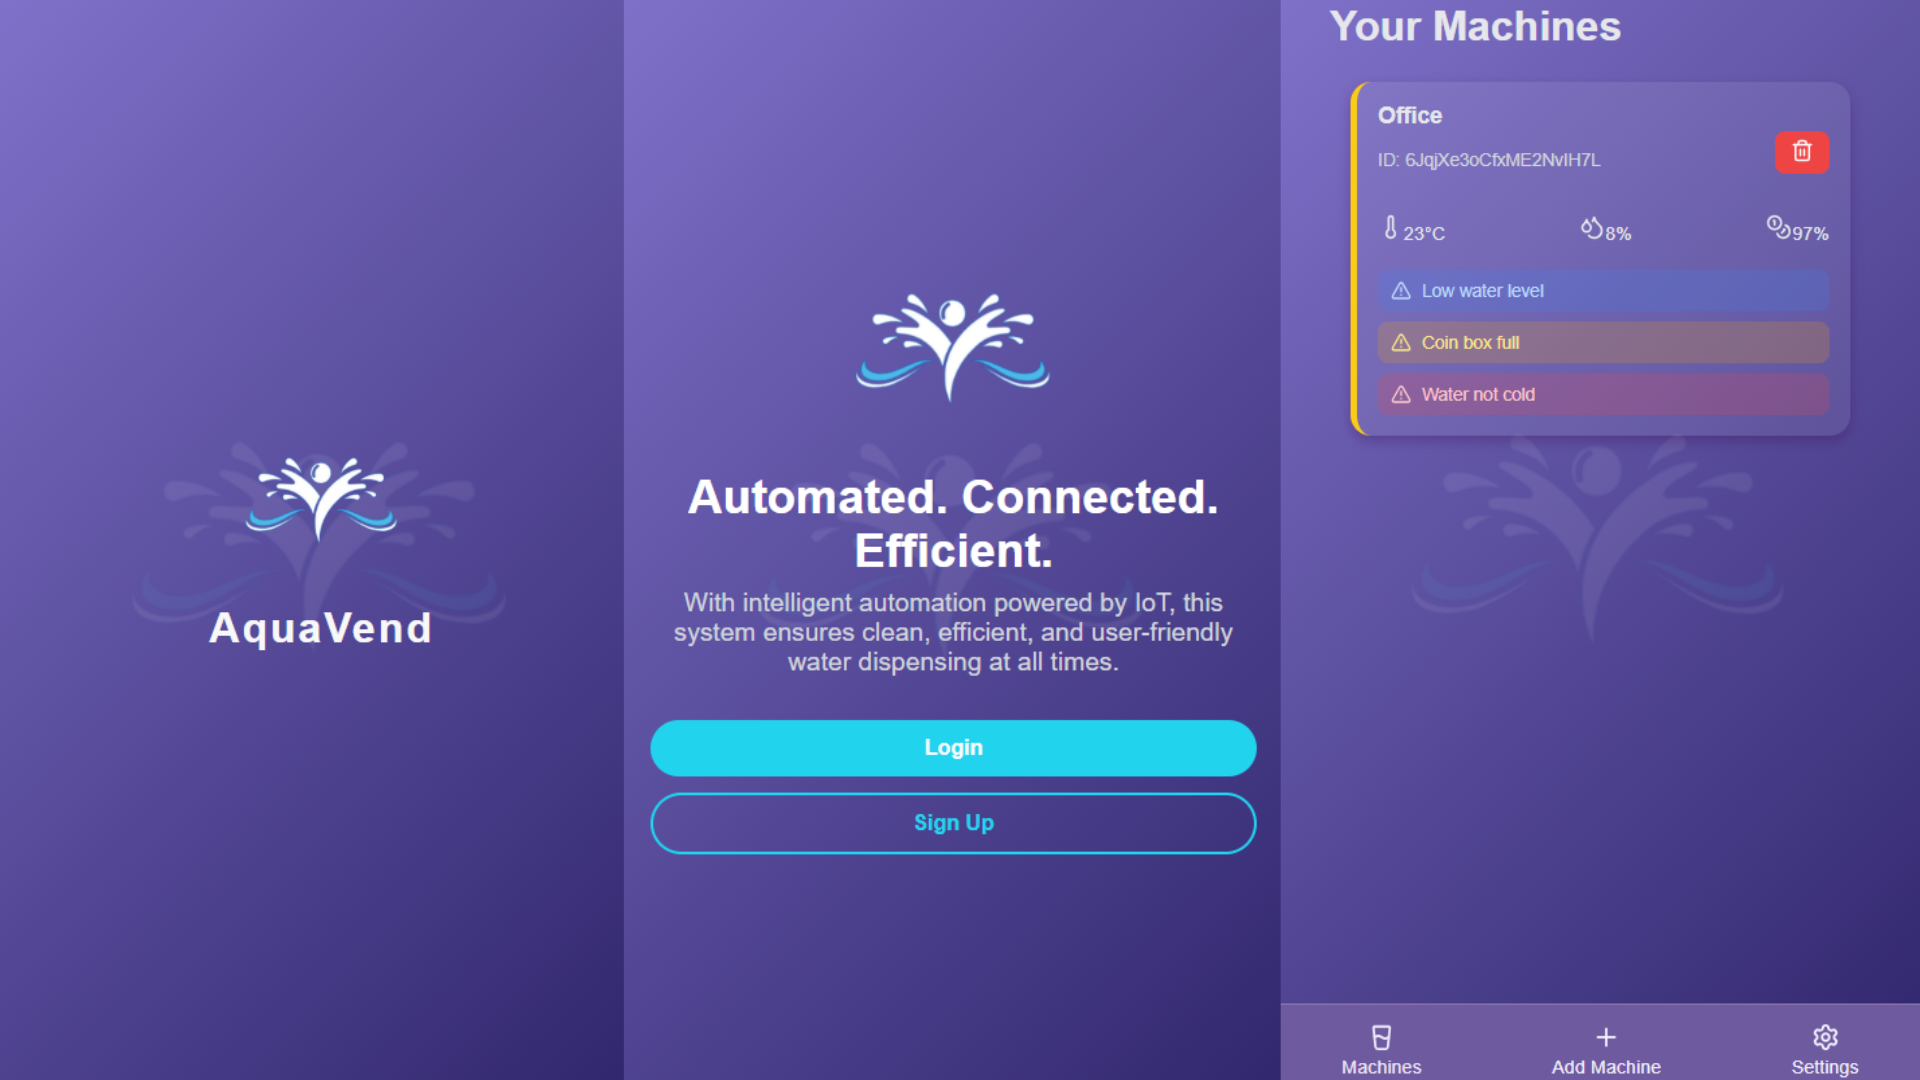 AquaVend
Automated. Connected.
Efficient.
With intelligent automation powered by IoT, this
system ensures clean, efficient, and user-friendly
water dispensing at all times.
Login
Sign Up
Your Machines
Office
ID: 6JqjXe3oCfxME2NvIH7L
23°C
8%
97%
Low water level
Coin box full
Water not cold
Machines
Add Machine
Settings